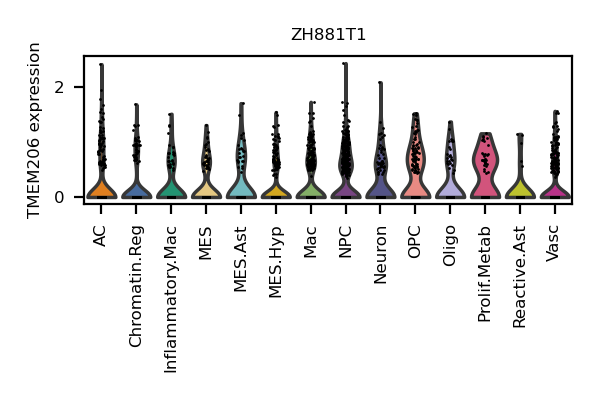 ZH881T1
TMEM206 expression
2
0
AC
Chromatin.Reg
Inflammatory.Mac
MES
MES.Ast
MES.Hyp
Mac
NPC
Neuron
OPC
Oligo
Prolif.Metab
Reactive.Ast
Vasc